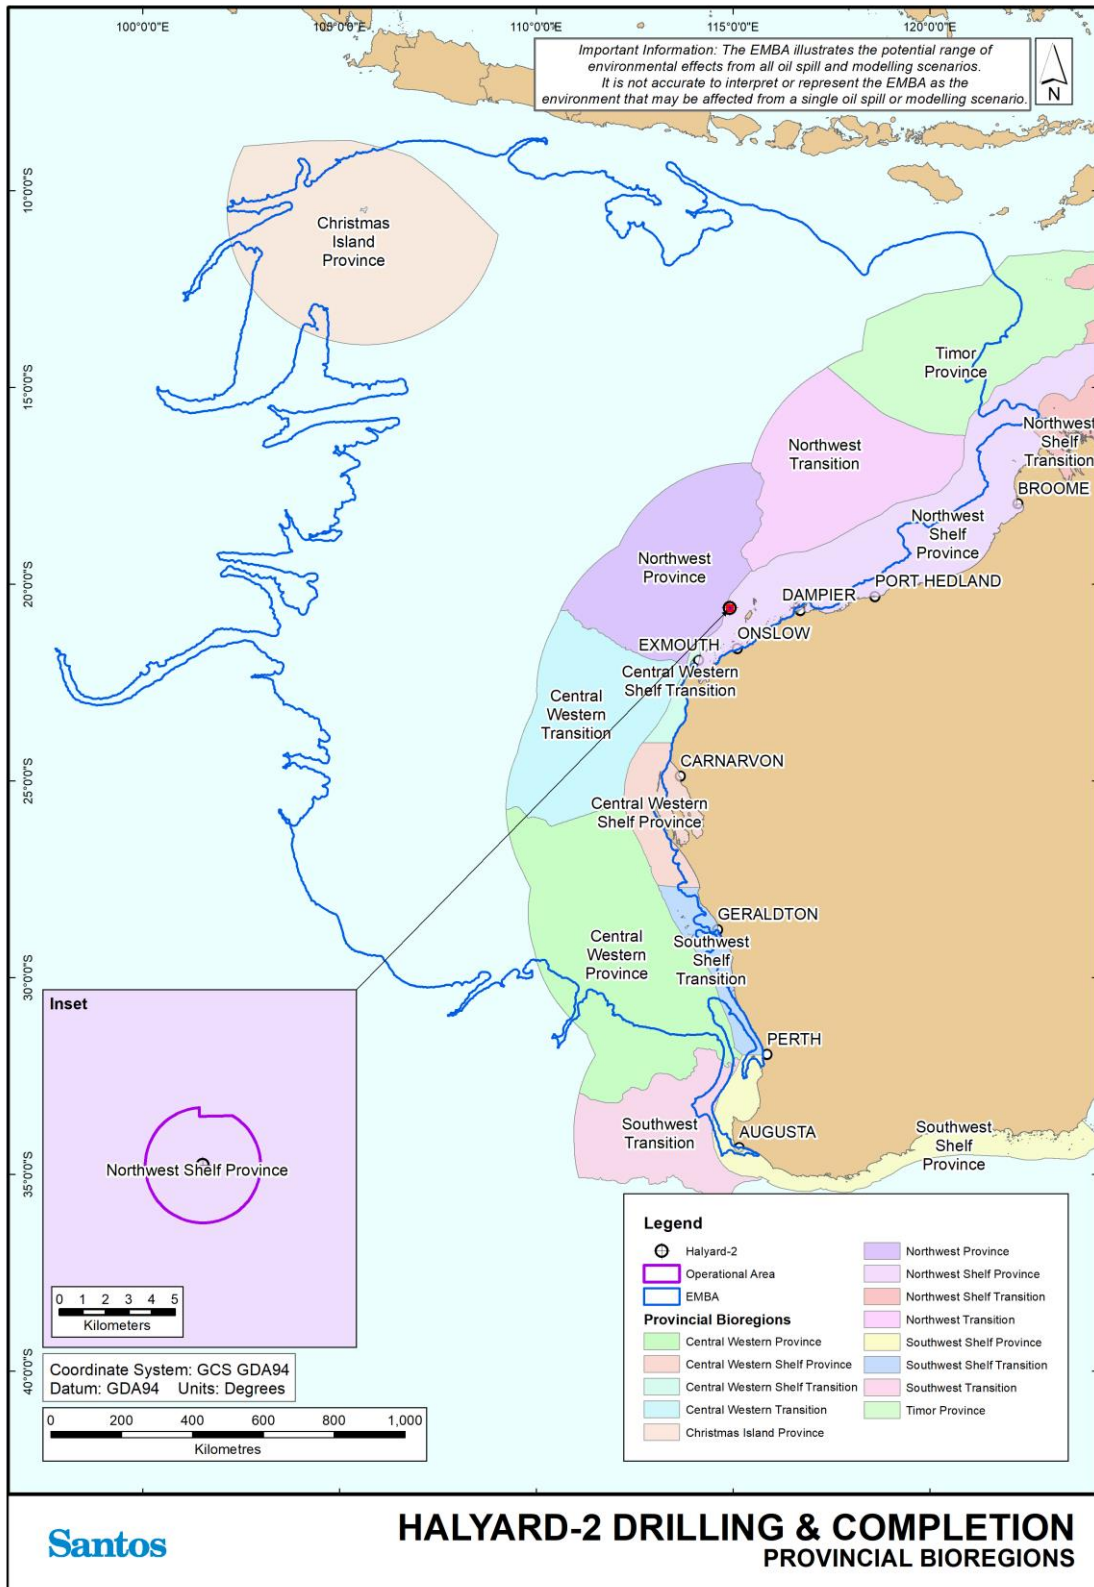 100°0'0"E
105°0'0"E
110°0'0"E
115°0'0"E
120°0'0"E
Important Information: The EMBA illustrates the potential range of
environmental effects from all oil spill and modelling scenarios.
It is not accurate to interpret or represent the EMBA as the
environment that may be affected from a single oil spill or modelling scenario.
N
10°0'0"S
15°0'0"S
20°0'0"S
25°0'0"S
30°0'0"S
35°0'0"S
40°0'0"S
Christmas
Island
Province
Timor
Province
Northwest
Shelf
Transition
Northwest
Transition
BROOME
Northwest
Shelf
Province
Northwest
Province
PORT HEDLAND
DAMPIER
ONSLOW
EXMOUTH
Central Western
Shelf Transition
Central
Western
Transition
CARNARVON
Central Western
Shelf Province
GERALDTON
Central
Western
Province
Southwest
Shelf
Transition
PERTH
Southwest
Transition
AUGUSTA
Southwest
Shelf
Province
Inset
Northwest Shelf Province
0 1 2 3 4 5
Kilometers
Coordinate System: GCS GDA94
Datum: GDA94 Units: Degrees
0 200 400 600 800 1,000
Kilometres
Legend
Halyard-2
Operational Area
EMBA
Provincial Bioregions
Central Western Province
Central Western Shelf Province
Central Western Shelf Transition
Central Western Transition
Christmas Island Province
Northwest Province
Northwest Shelf Province
Northwest Shelf Transition
Northwest Transition
Southwest Shelf Province
Southwest Shelf Transition
Southwest Transition
Timor Province
Santos
HALYARD-2 DRILLING & COMPLETION
PROVINCIAL BIOREGIONS